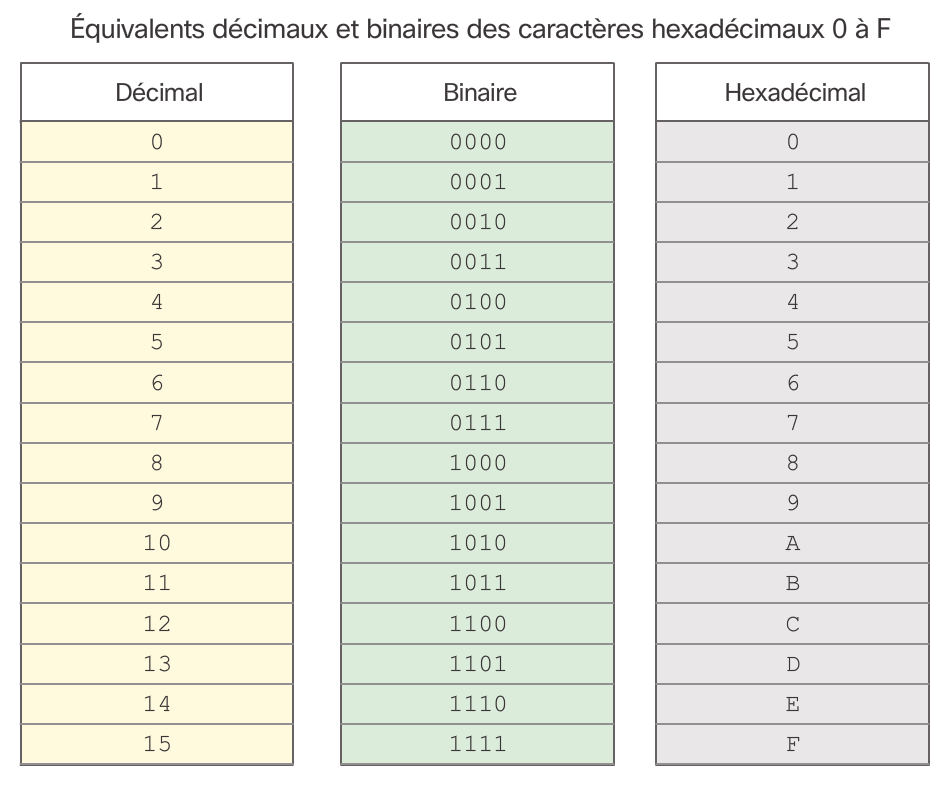 Équivalents décimaux et binaires des caractères hexadécimaux 0 à F
Décimal Binaire Hexadécimal
0 0000 0
1 0001 1
2 0010 2
3 0011 3
4 0100 4
5 0101 5
6 0110 6
7 0111 7
8 1000 8
9 1001 9
10 1010 A
11 1011 B
12 1100 C
13 1101 D
14 1110 E
15 1111 F